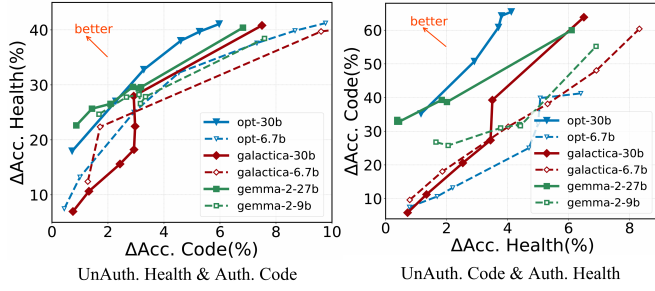 better
ΔAcc. Health(%)
40
30
20
10
0 2 4 6 8 10
ΔAcc. Code(%)
opt-30b
opt-6.7b
galactica-30b
galactica-6.7b
gemma-2-27b
gemma-2-9b
UnAuth. Health & Auth. Code
better
ΔAcc. Code(%)
60
50
40
30
20
10
0 2 4 6 8
ΔAcc. Health(%)
opt-30b
opt-6.7b
galactica-30b
galactica-6.7b
gemma-2-27b
gemma-2-9b
UnAuth. Code & Auth. Health